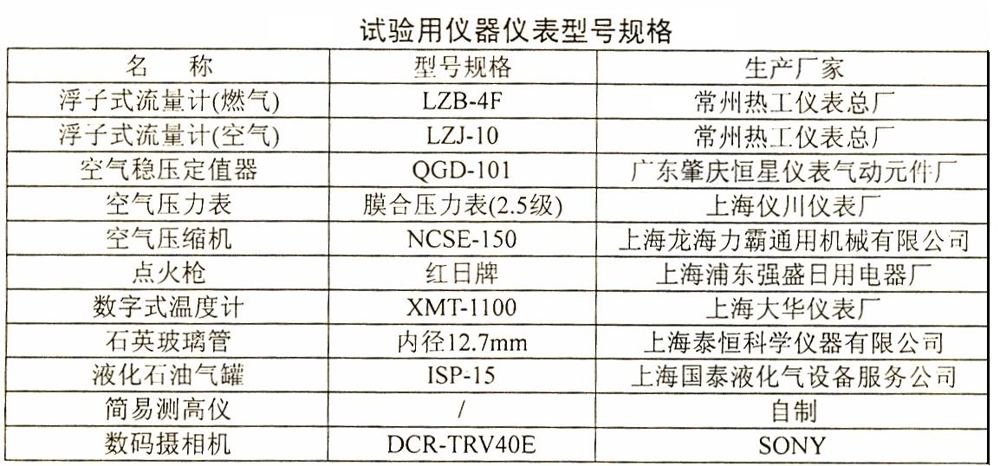 试验用仪器仪表型号规格
名 称 型号规格 生产厂家
浮子式流量计(燃气) LZB-4F 常州热工仪表总厂
浮子式流量计(空气) LZJ-10 常州热工仪表总厂
空气稳压定值器 QGD-101 广东肇庆恒星仪表气动元件厂
空气压力表 膜合压力表(2.5级) 上海仪川仪表厂
空气压缩机 NCSE-150 上海龙海力霸通用机械有限公司
点火枪 红日牌 上海浦东强盛日用电器厂
数字式温度计 XMT-1100 上海大华仪表厂
石英玻璃管 内径12.7mm 上海泰恒科学仪器有限公司
液化石油气罐 ISP-15 上海国泰液化气设备服务公司
简易测高仪 / 自制
数码摄相机 DCR-TRV40E SONY